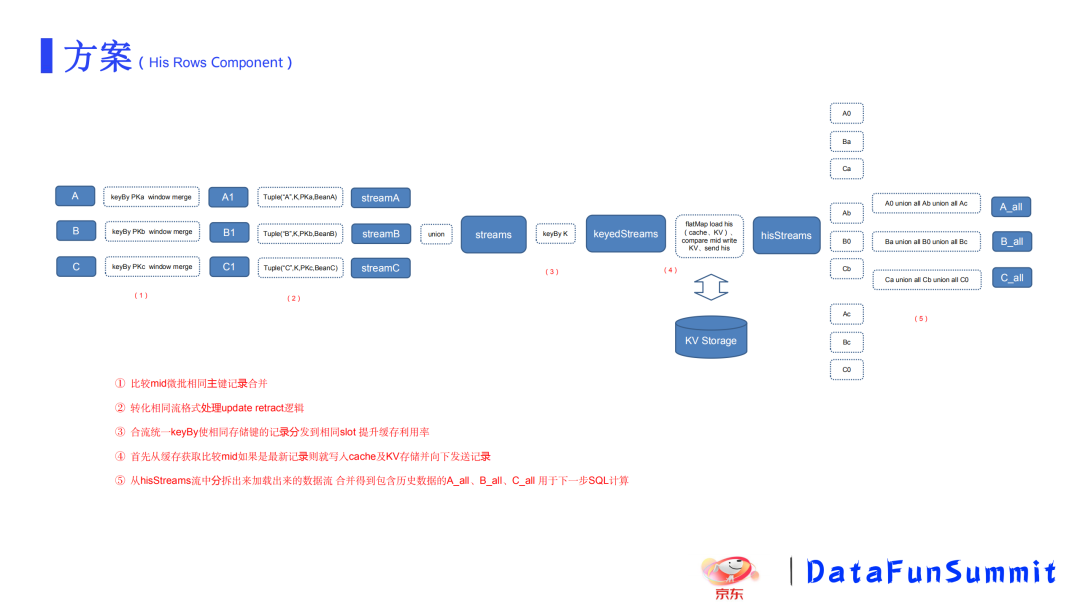 方案（His Rows Component）
A
keyBy PKa window merge
A1
Tuple("A",K,PKa,BeanA)
streamA
B
keyBy PKb window merge
B1
Tuple("B",K,PKb,BeanB)
streamB
C
keyBy PKc window merge
C1
Tuple("C",K,PKc,BeanC)
streamC
（1）
（2）
union
streams
keyBy K
（3）
keyedStreams
（4）
flatMap load his
（cache、KV），
compare mid write
KV、send his
KV Storage
hisStreams
A0
Ba
Ca
Ab
B0
Cb
Ac
Bc
C0
A0 union all Ab union all Ac
A_all
Ba union all B0 union all Bc
B_all
Ca union all Cb union all C0
C_all
（5）
① 比较mid微批相同主键记录合并
② 转化相同流格式处理update retract逻辑
③ 合流统一keyBy使相同存储键的记录分发到相同slot 提升缓存利用率
④ 首先从缓存获取比较mid如果是最新记录则就写入cache及KV存储并向下发送记录
⑤ 从hisStreams流中分拆出来加载出来的数据流 合并得到包含历史数据的A_all、B_all、C_all 用于下一步SQL计算
京东
DataFunSummit